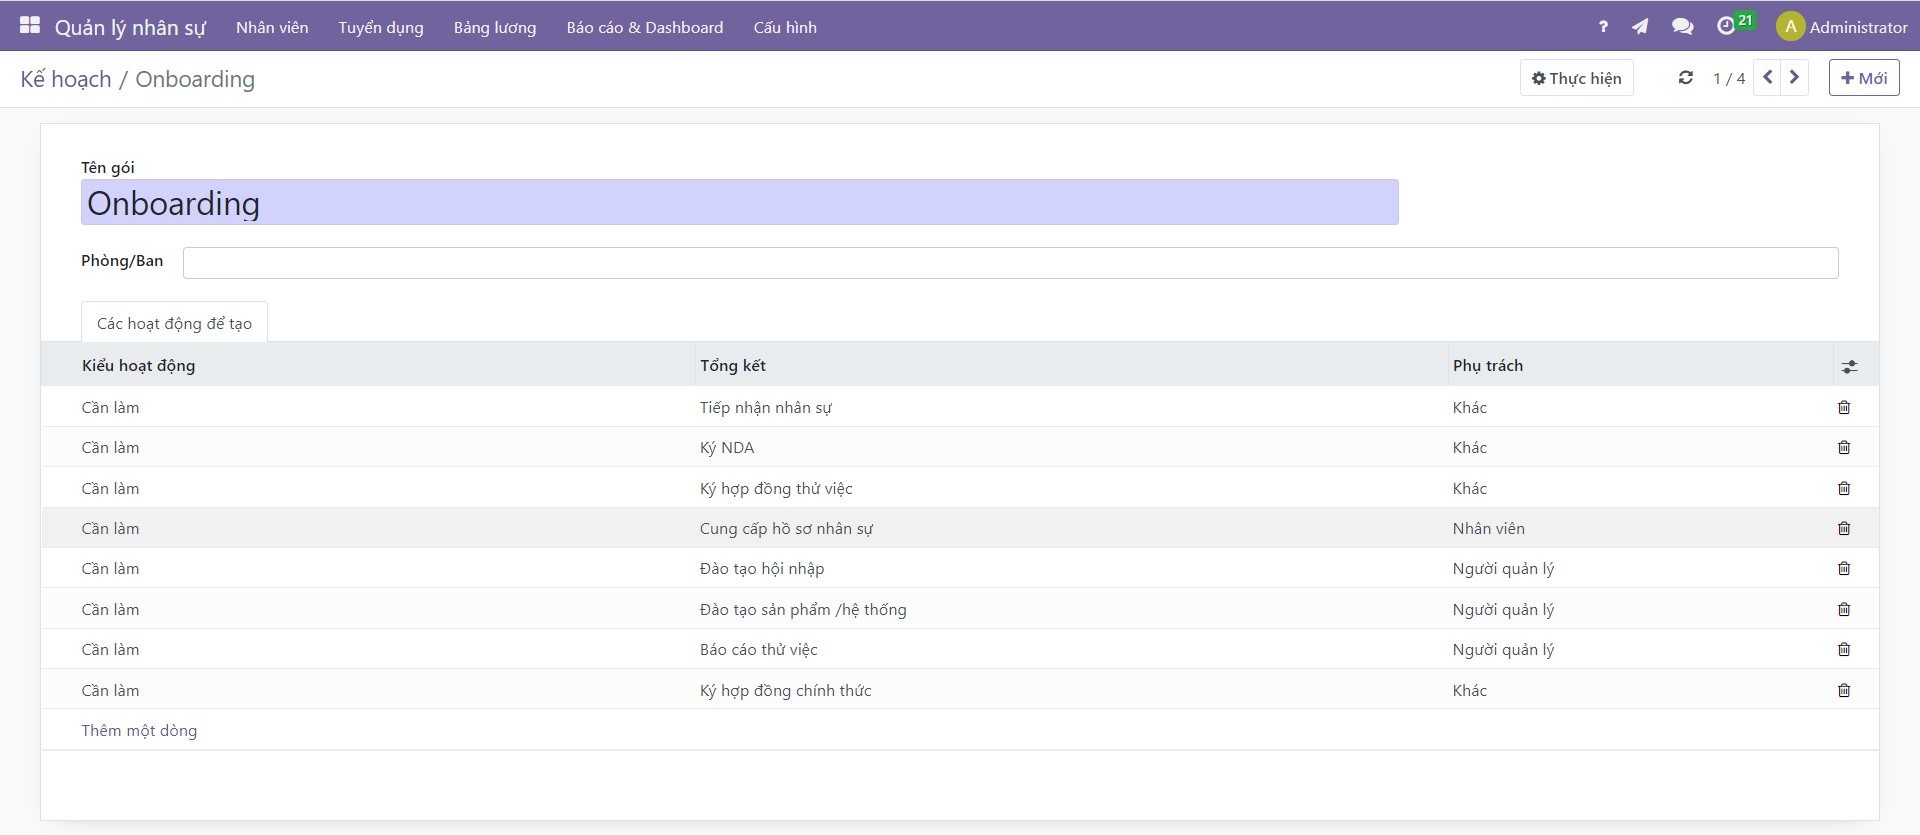 Quản lý nhân sự Nhân viên Tuyển dụng Bảng lương Báo cáo & Dashboard Cấu hình ? 21 A Administrator
Kế hoạch / Onboarding Thực hiện 1 / 4 Mới
Tên gói
Onboarding
Phòng/Ban
Các hoạt động để tạo
Kiểu hoạt động Tổng kết Phụ trách
Cần làm Tiếp nhận nhân sự Khác
Cần làm Ký NDA Khác
Cần làm Ký hợp đồng thử việc Khác
Cần làm Cung cấp hồ sơ nhân sự Nhân viên
Cần làm Đào tạo hội nhập Người quản lý
Cần làm Đào tạo sản phẩm /hệ thống Người quản lý
Cần làm Báo cáo thử việc Người quản lý
Cần làm Ký hợp đồng chính thức Khác
Thêm một dòng